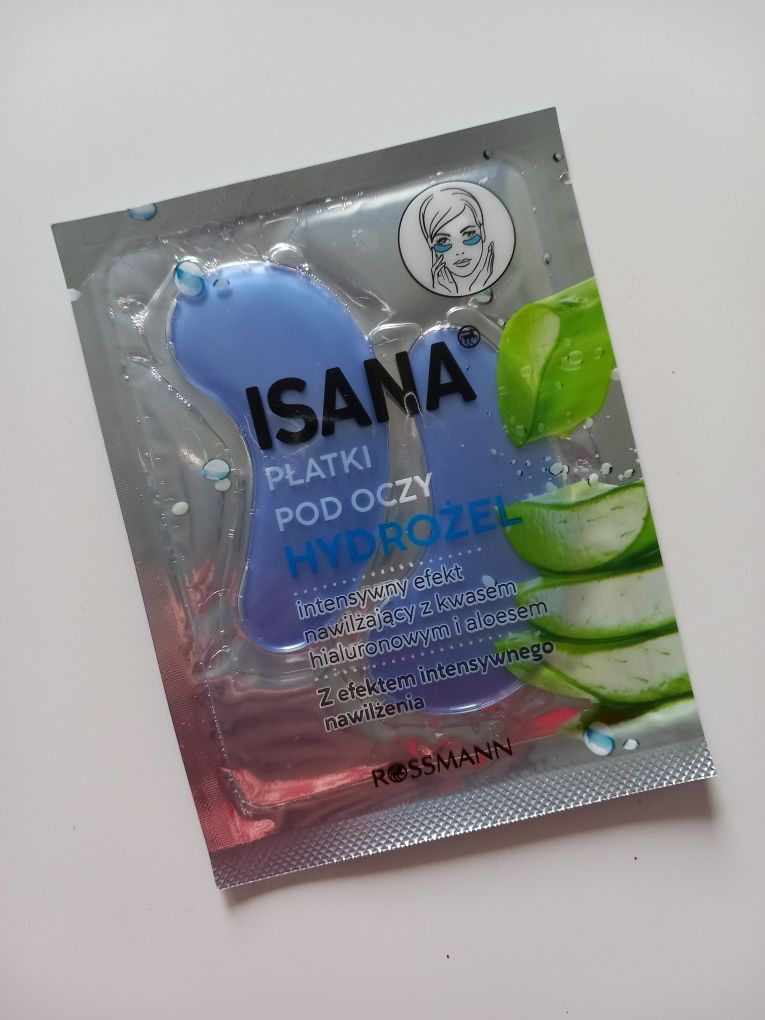 ISANA
PŁATKI
POD OCZY
HYDROŻEL
intensywny efekt
nawilżający z kwasem
hialuronowym i aloesem
Z efektem intensywnego
nawilżenia
ROSSMANN